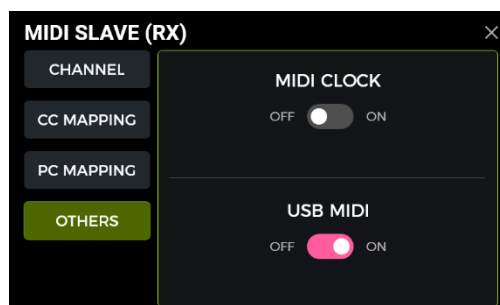 MIDI SLAVE (RX)
CHANNEL
CC MAPPING
PC MAPPING
OTHERS
MIDI CLOCK
OFF ON
USB MIDI
OFF ON